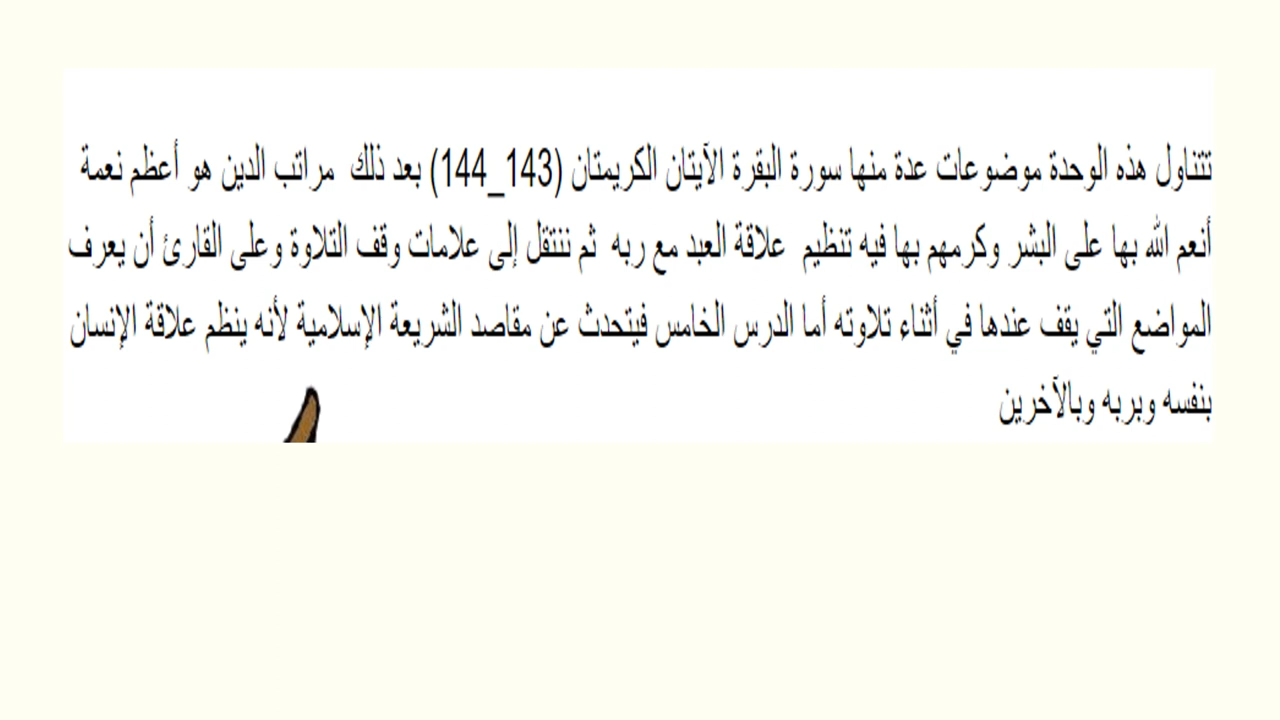 تتناول هذه الوحدة موضوعات عدة منها سورة البقرة الآيتان الكريمتان (143_144) بعد ذلك مراتب الدين هو أعظم نعمة
أنعم الله بها على البشر وكرمهم بها فيه تنظيم علاقة العبد مع ربه ثم ننتقل إلى علامات وقف التلاوة وعلى القارئ أن يعرف
المواضع التي يقف عندها في أثناء تلاوته أما الدرس الخامس فيتحدث عن مقاصد الشريعة الإسلامية لأنه ينظم علاقة الإنسان
بنفسه وبربه وبالآخرين